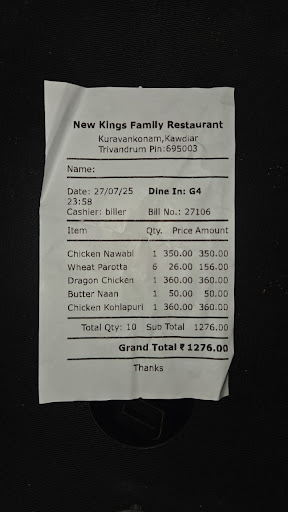 New Kings Family Restaurant
Kuravankonam,Kawdiar
Trivandrum Pin:695003
Name:
Date: 27/07/25 Dine In: G4
23:58
Cashier: biller Bill No.: 27106
Item Qty. Price Amount
Chicken Nawabi 1 350.00 350.00
Wheat Parotta 6 26.00 156.00
Dragon Chicken 1 360.00 360.00
Butter Naan 1 50.00 50.00
Chicken Kohlapuri 1 360.00 360.00
Total Qty: 10 Sub Total 1276.00
Grand Total ₹ 1276.00
Thanks